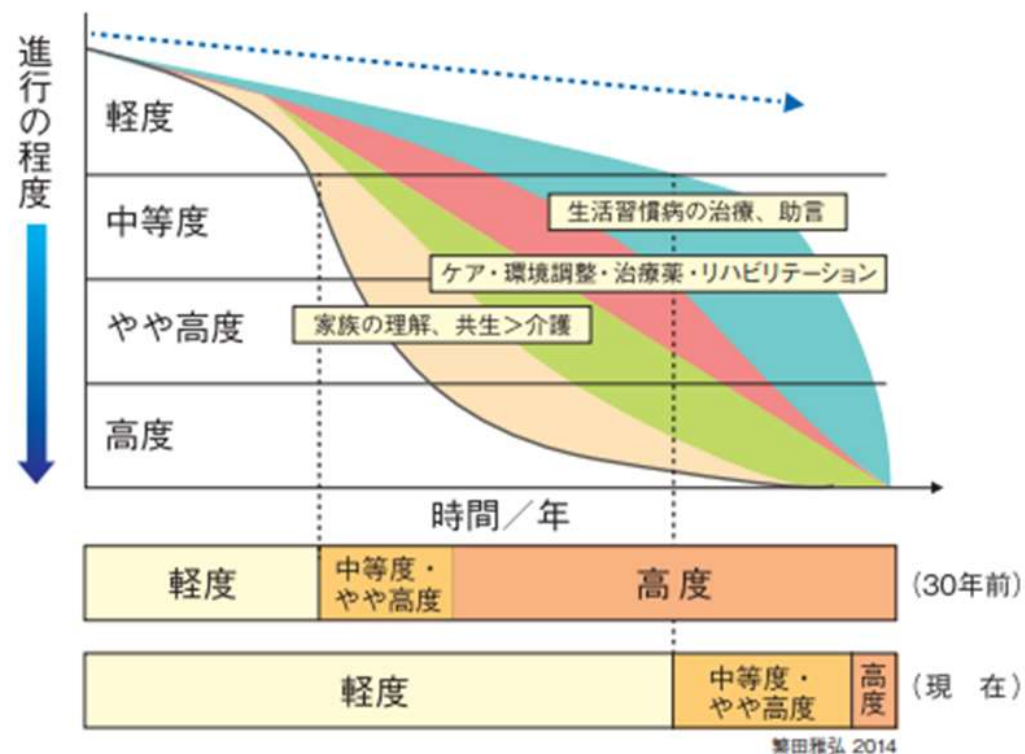 進行の程度
軽度
中等度
やや高度
高度
生活習慣病の治療、助言
ケア・環境調整・治療薬・リハビリテーション
家族の理解、共生＞介護
時間／年
軽度
中等度・
やや高度
高度
（30年前）
軽度
中等度・
やや高度
高度
（現　在）
繁田雅弘 2014